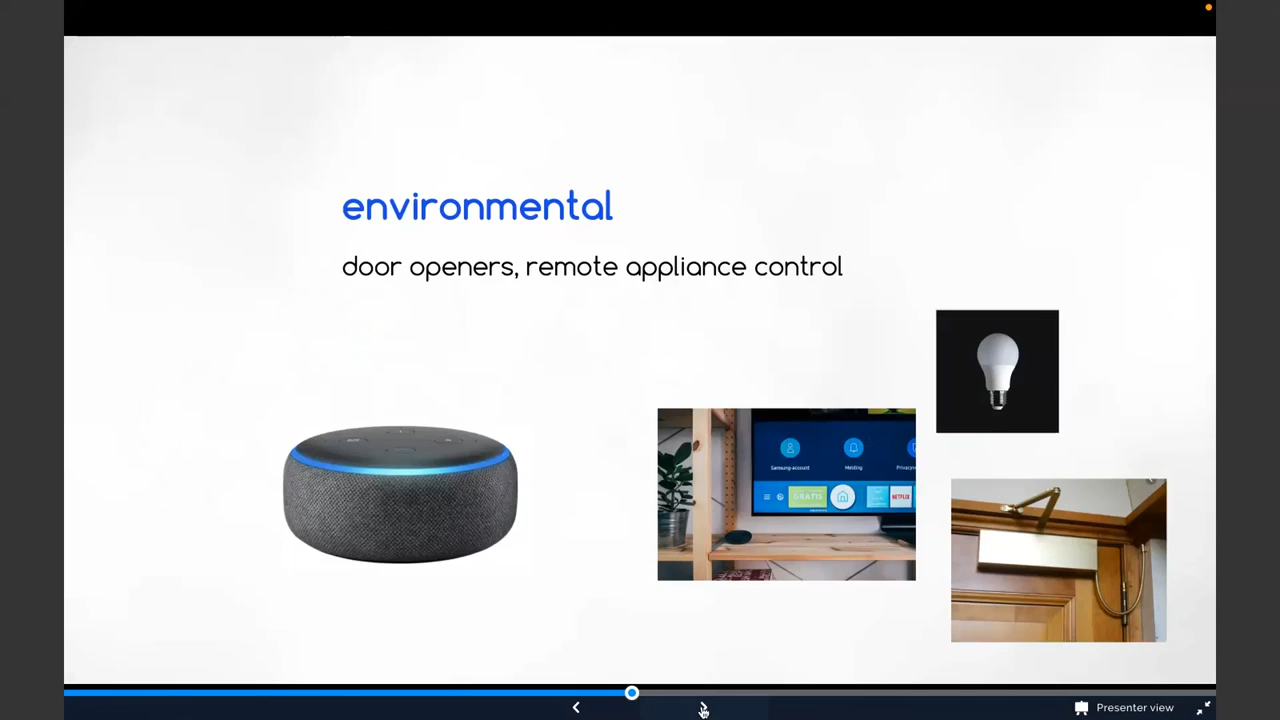 environmental
door openers, remote appliance control
Samsung-account
Melding
GRATIS
NETFLIX
Presenter view